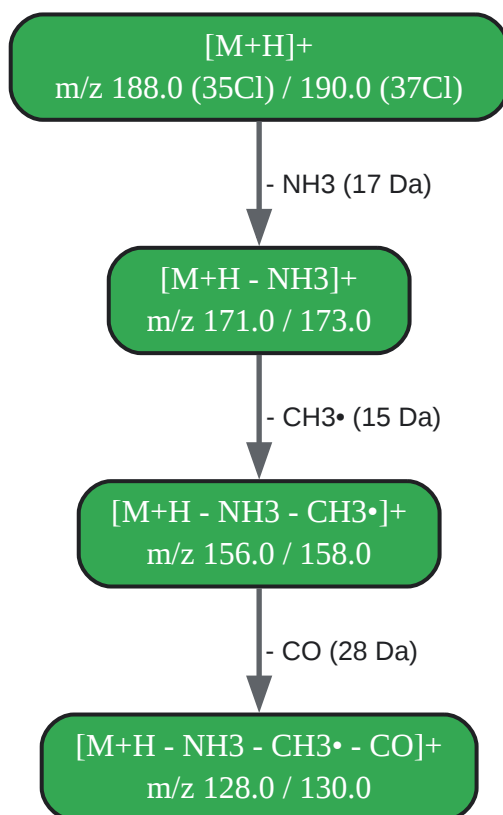 [M+H]+
m/z 188.0 (35Cl) / 190.0 (37Cl)
- NH3 (17 Da)
[M+H - NH3]+
m/z 171.0 / 173.0
- CH3• (15 Da)
[M+H - NH3 - CH3•]+
m/z 156.0 / 158.0
- CO (28 Da)
[M+H - NH3 - CH3• - CO]+
m/z 128.0 / 130.0